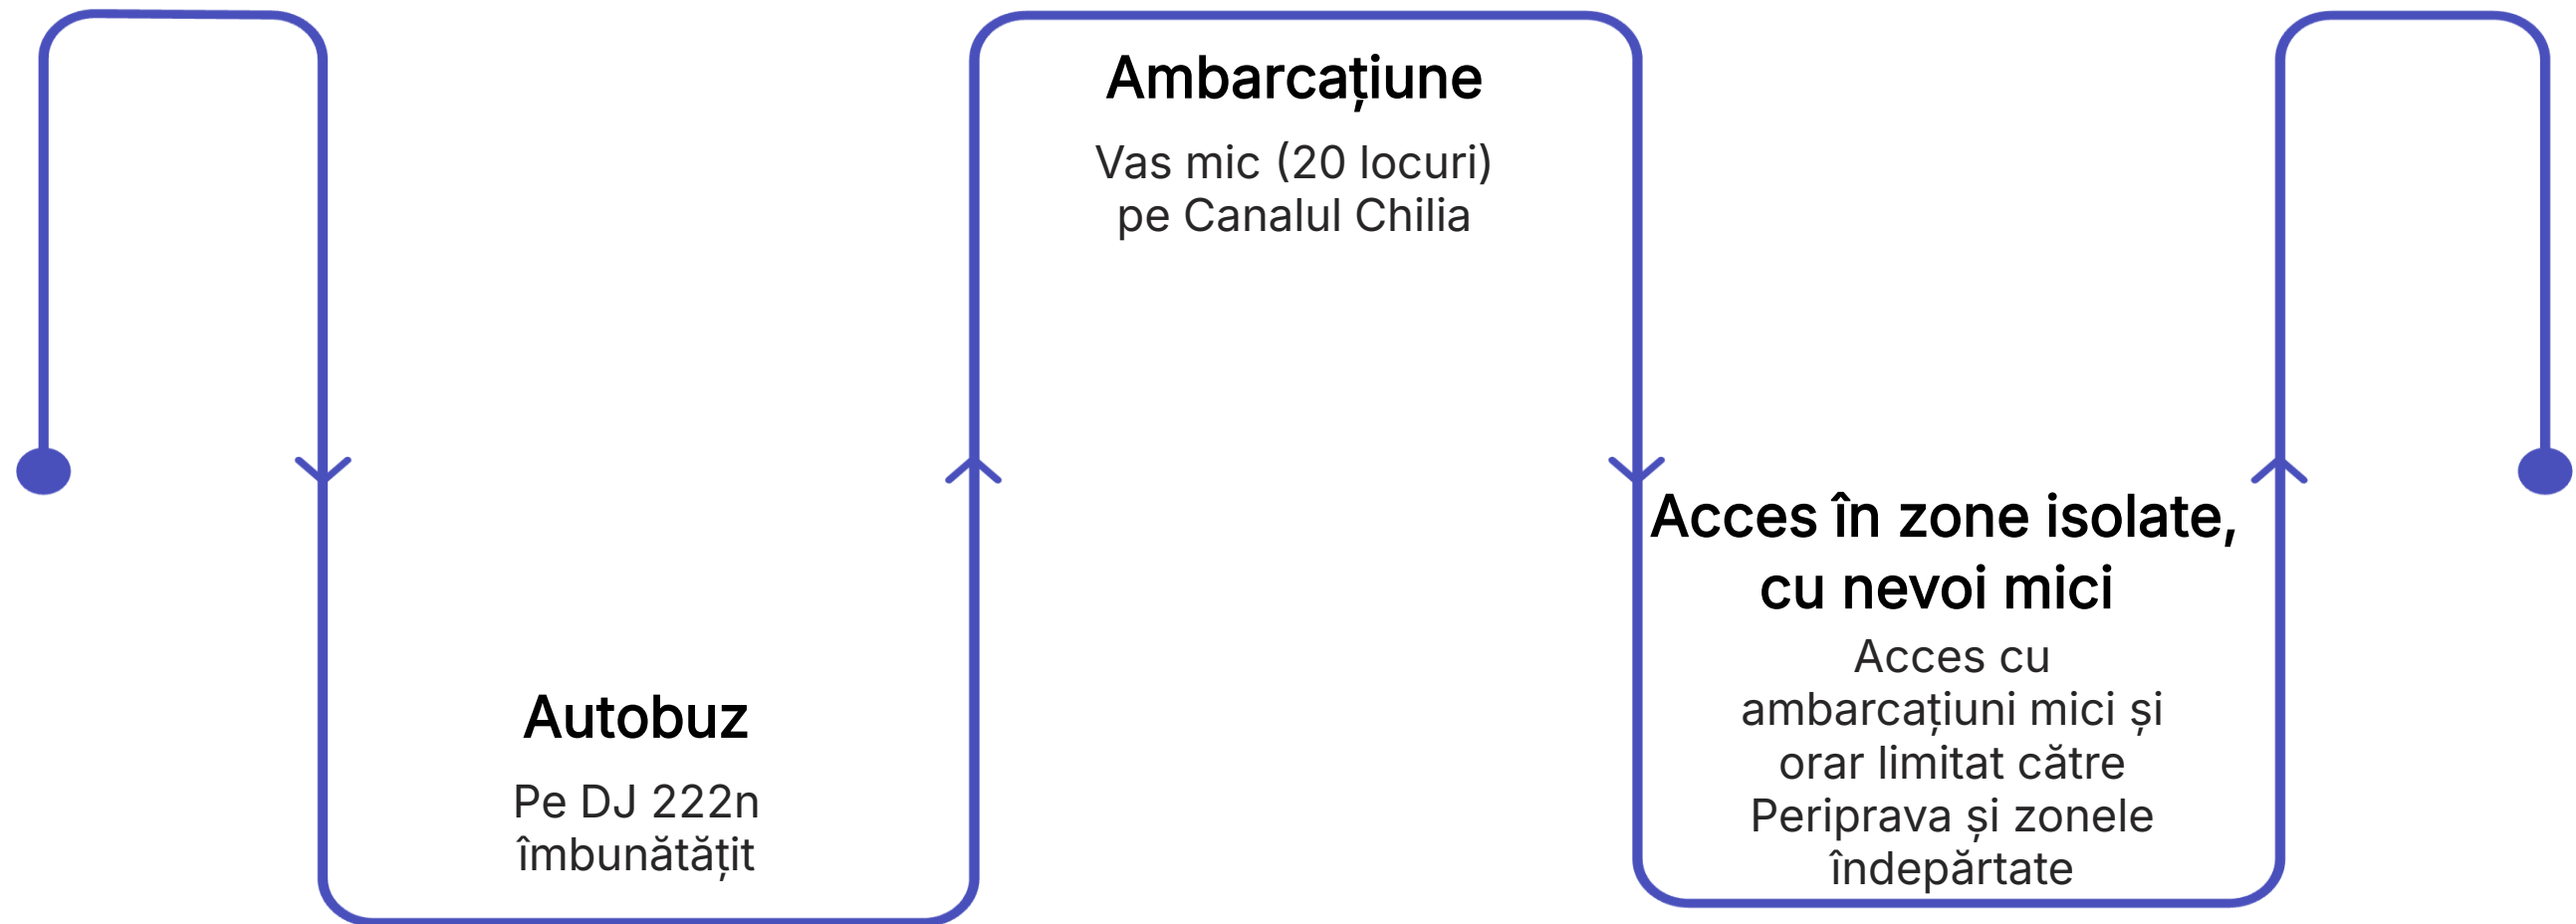 Autobuz
Pe DJ 222n
îmbunătățit
Ambarcațiune
Vas mic (20 locuri)
pe Canalul Chilia
Acces în zone isolate,
cu nevoi mici
Acces cu
ambarcațiuni mici și
orar limitat către
Periprava și zonele
îndepărtate